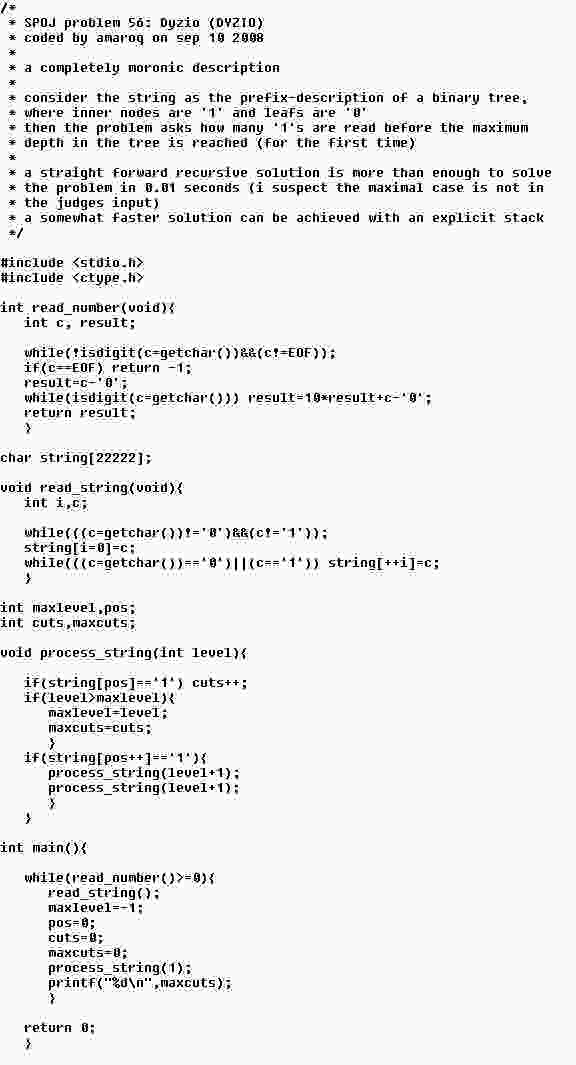 /*
 * SPOJ problem 56: Dyzio (DYZIO)
 * coded by amaroq on sep 10 2008
 *
 * a completely moronic description
 *
 * consider the string as the prefix-description of a binary tree,
 * where inner nodes are '1' and leafs are '0'
 * then the problem asks how many '1's are read before the maximum
 * depth in the tree is reached (for the first time)
 *
 * a straight forward recursive solution is more than enough to solve
 * the problem in 0.01 seconds (i suspect the maximal case is not in
 * the judges input)
 * a somewhat faster solution can be achieved with an explicit stack
 */

#include <stdio.h>
#include <ctype.h>

int read_number(void){
   int c, result;

   while(!isdigit(c=getchar())&&(c!=EOF));
   if(c==EOF) return -1;
   result=c-'0';
   while(isdigit(c=getchar())) result=10*result+c-'0';
   return result;
   }

char string[22222];

void read_string(void){
   int i,c;

   while(((c=getchar())!='0')&&(c!='1'));
   string[i=0]=c;
   while(((c=getchar())=='0')||(c=='1')) string[++i]=c;
   }

int maxlevel,pos;
int cuts,maxcuts;

void process_string(int level){

   if(string[pos]=='1') cuts++;
   if(level>maxlevel){
      maxlevel=level;
      maxcuts=cuts;
      }
   if(string[pos++]=='1'){
      process_string(level+1);
      process_string(level+1);
      }
   }

int main(){

   while(read_number()>=0){
      read_string();
      maxlevel=-1;
      pos=0;
      cuts=0;
      maxcuts=0;
      process_string(1);
      printf("%d\n",maxcuts);
      }

   return 0;
   }